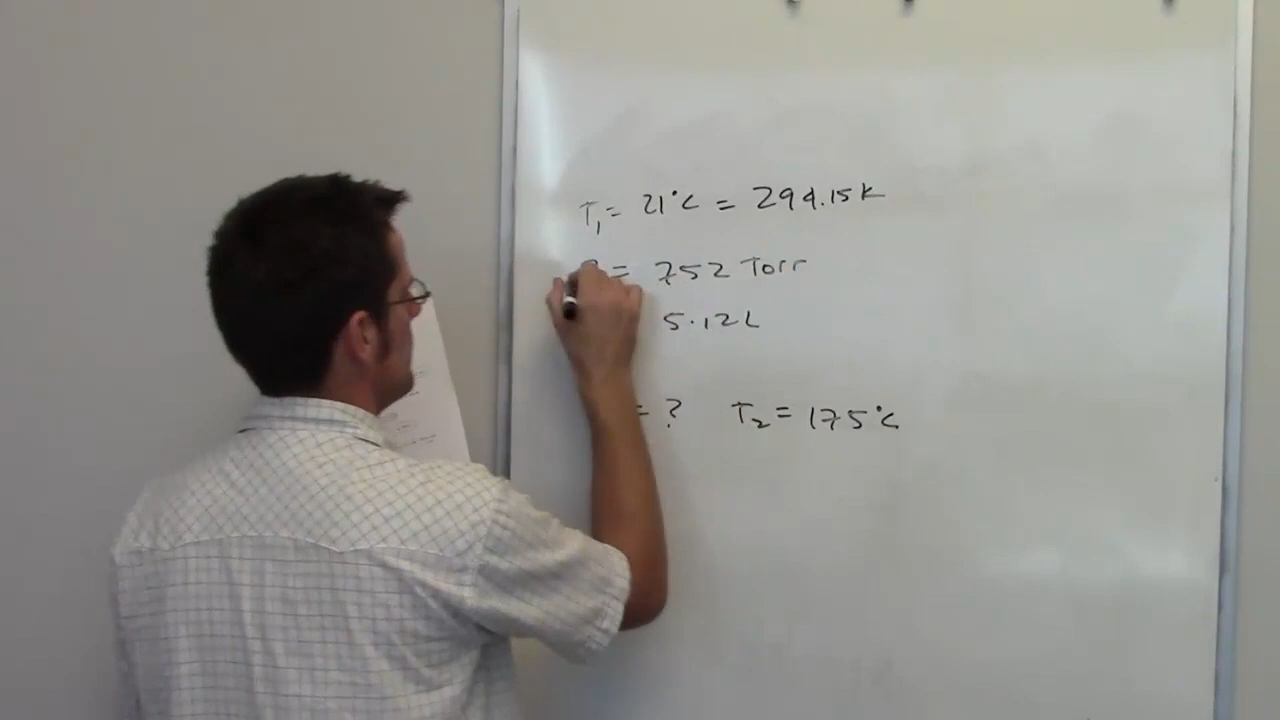 T₁ = 21°C = 294.15K
= 752 Torr
5.12L
= ? T₂ = 175°C